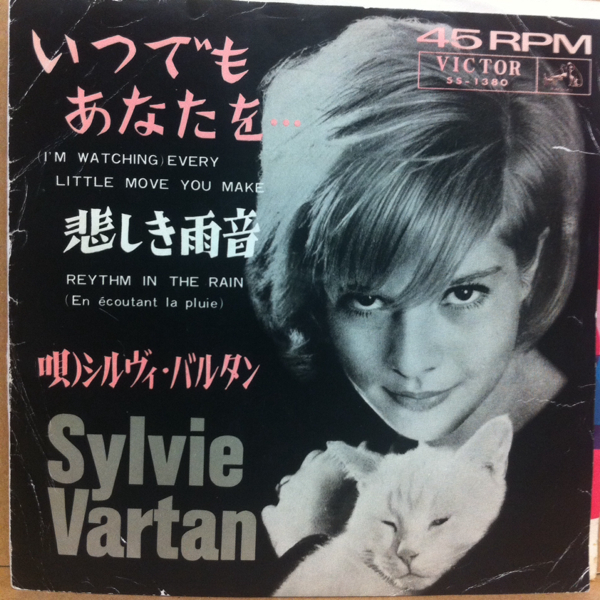 いつでも
あなたを…
(I'M WATCHING) EVERY
LITTLE MOVE YOU MAKE
悲しき雨音
REYTHM IN THE RAIN
(En écoutant la pluie)
唄)シルヴィ・バルタン
Sylvie
Vartan
45 RPM
VICTOR
SS-1380